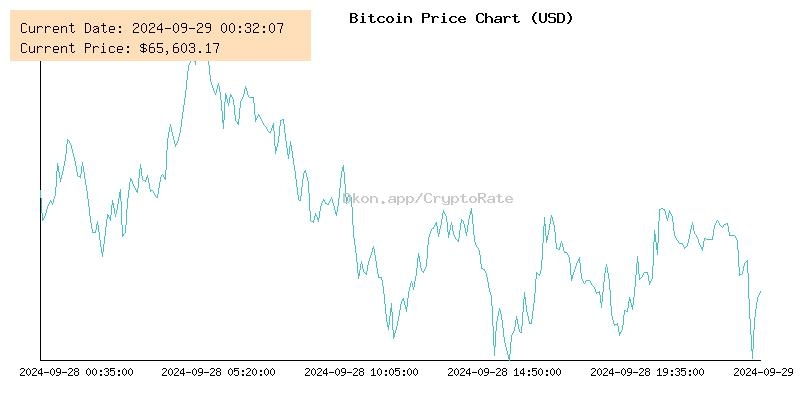 Current Date: 2024-09-29 00:32:07
Current Price: $65,603.17
Bitcoin Price Chart (USD)
0kon.app/CryptoRate
2024-09-28 00:35:00 2024-09-28 05:20:00 2024-09-28 10:05:00 2024-09-28 14:50:00 2024-09-28 19:35:00 2024-09-29